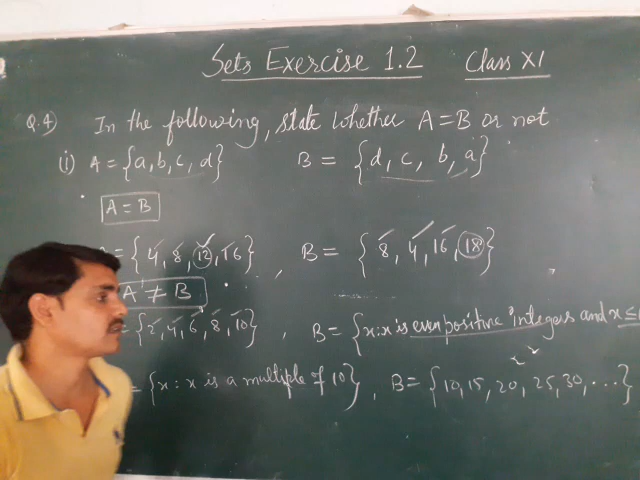 Sets Exercise 1.2 Class XI
Q.4) In the following, state whether A = B or not
(i) A = {a, b, c, d} B = {d, c, b, a}
A = B
= {4, 8, 12, 16}, B = {8, 4, 16, 18}
A ≠ B
= {2, 4, 6, 8, 10}, B = {x : x is even positive integers and x ≤
= {x : x is a multiple of 10}, B = {10, 15, 20, 25, 30, ...}